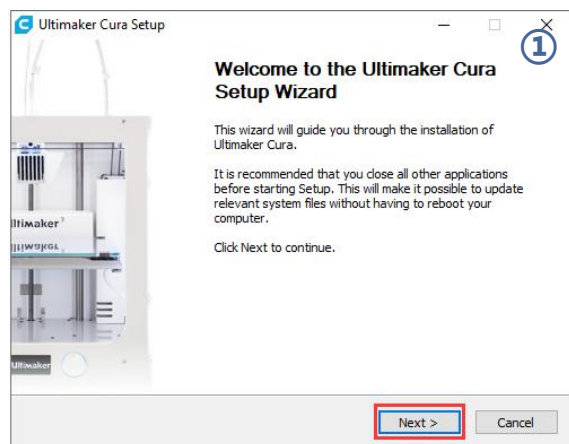 Ultimaker Cura Setup
①
Welcome to the Ultimaker Cura
Setup Wizard
This wizard will guide you through the installation of
Ultimaker Cura.
It is recommended that you close all other applications
before starting Setup. This will make it possible to update
relevant system files without having to reboot your
computer.
Click Next to continue.
Ultimaker³
Ultimaker
Next >
Cancel